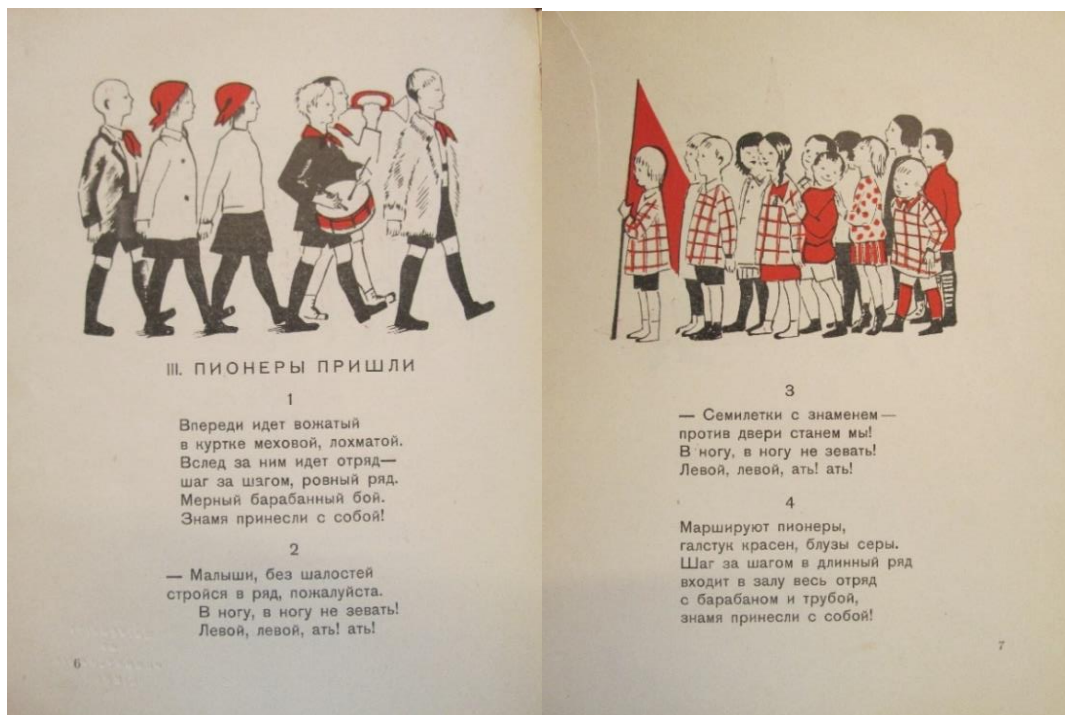 III. ПИОНЕРЫ ПРИШЛИ
1
Впереди идет вожатый
в куртке меховой, лохматой.
Вслед за ним идет отряд—
шаг за шагом, ровный ряд.
Мерный барабанный бой.
Знамя принесли с собой!
2
— Малыши, без шалостей
стройся в ряд, пожалуйста.
В ногу, в ногу не зевать!
Левой, левой, ать! ать!
6
3
— Семилетки с знаменем—
против двери станем мы!
В ногу, в ногу не зевать!
Левой, левой, ать! ать!
4
Маршируют пионеры,
галстук красен, блузы серы.
Шаг за шагом в длинный ряд
входит в залу весь отряд
с барабаном и трубой,
знамя принесли с собой!
7